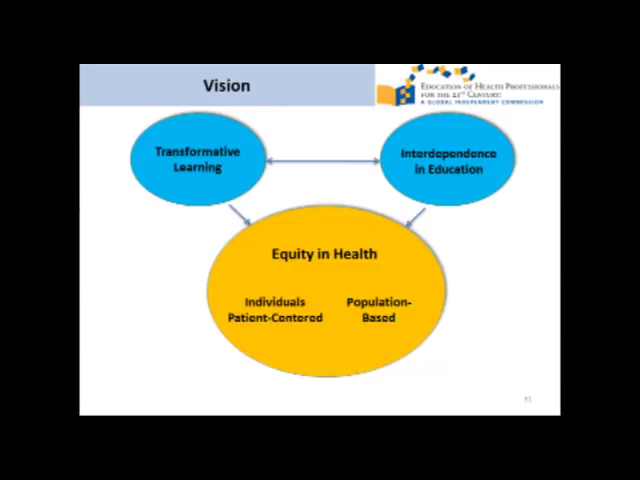 Vision
EDUCATION OF HEALTH PROFESSIONALS
FOR THE 21ST CENTURY:
A GLOBAL INDEPENDENT COMMISSION
Transformative
Learning
Interdependence
in Education
Equity in Health
Individuals
Patient-Centered
Population-
Based